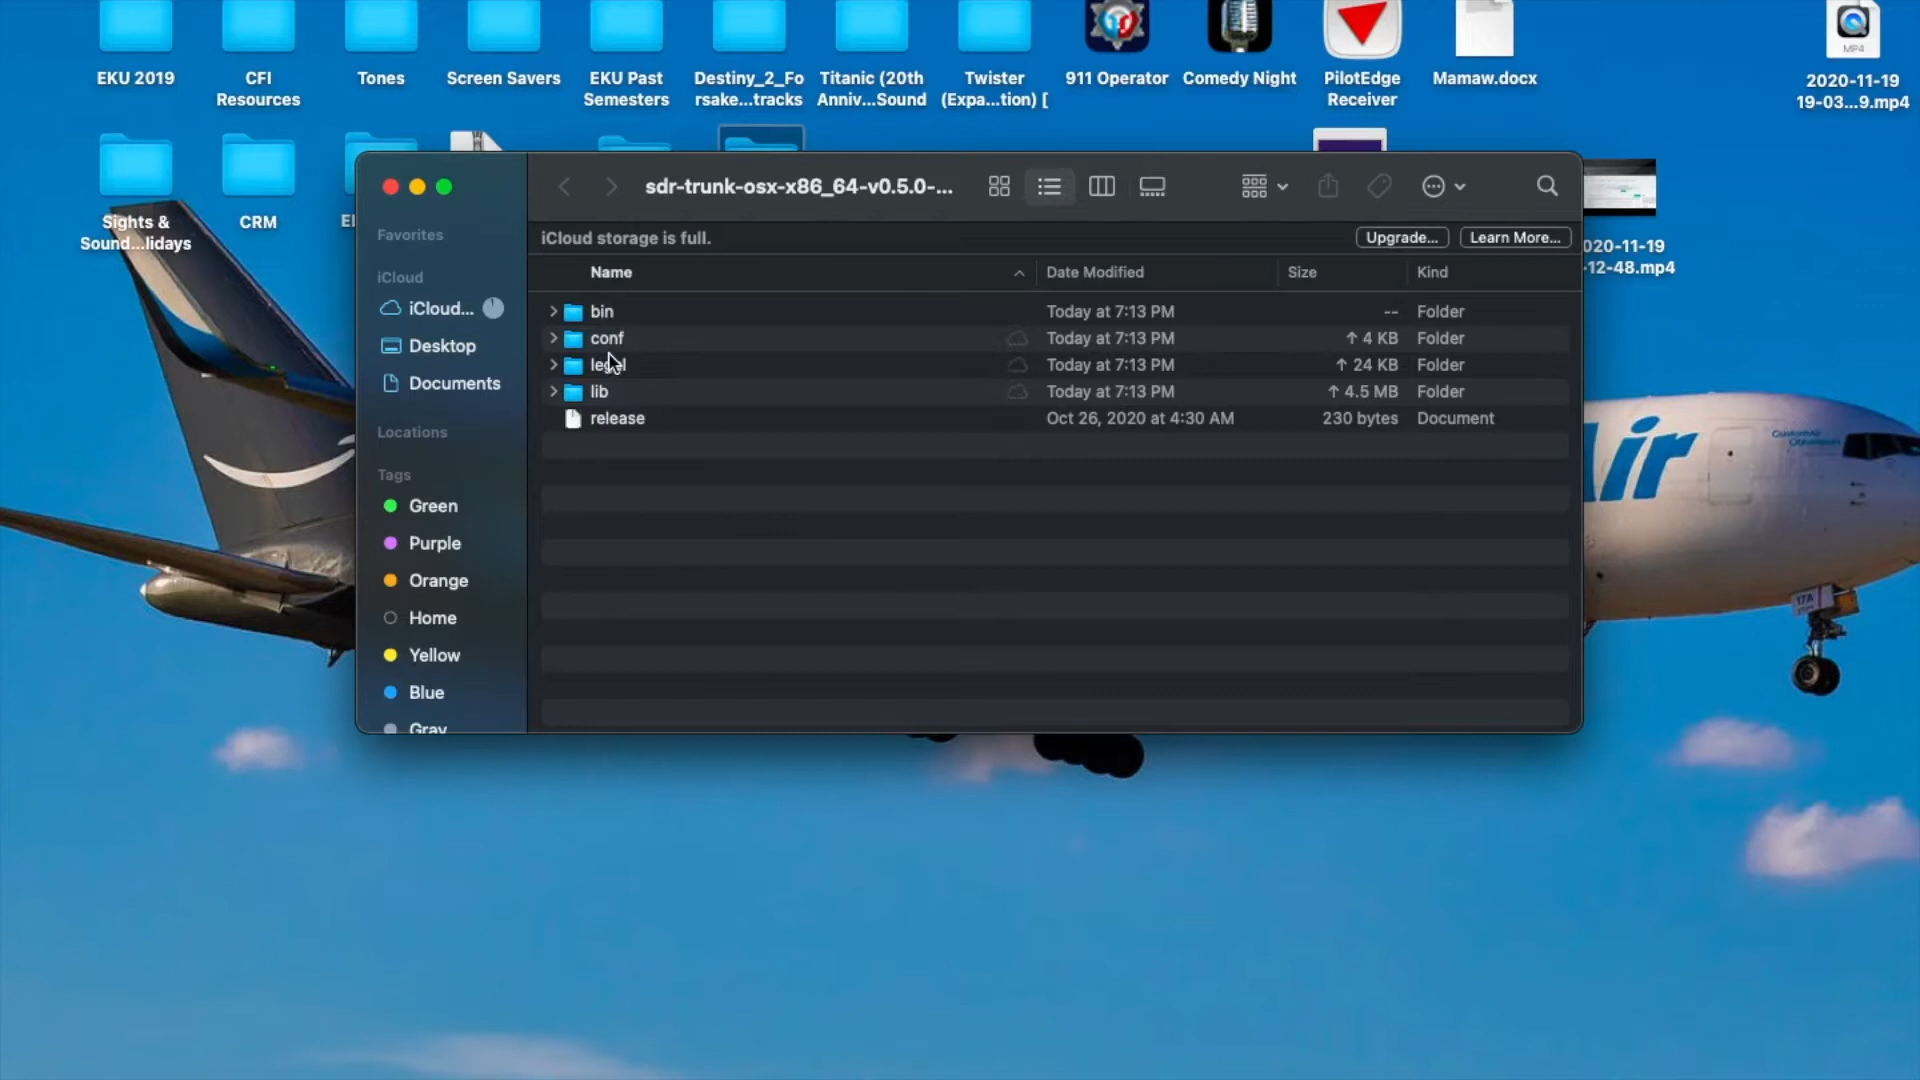 EKU 2019
CFI
Resources
Tones
Screen Savers
EKU Past
Semesters
Destiny_2_Fo
rsake...tracks
Titanic (20th
Anniv...Sound
Twister
(Expa...tion) [
911 Operator
Comedy Night
PilotEdge
Receiver
Mamaw.docx
MP4
2020-11-19
19-03...9.mp4
Sights &
Sound...lidays
CRM
020-11-19
-12-48.mp4
sdr-trunk-osx-x86_64-v0.5.0-...
Favorites
iCloud
iCloud...
Desktop
Documents
Locations
Tags
Green
Purple
Orange
Home
Yellow
Blue
Gray
iCloud storage is full.
Upgrade...
Learn More...
Name
Date Modified
Size
Kind
bin
Today at 7:13 PM
--
Folder
conf
Today at 7:13 PM
↑ 4 KB
Folder
legal
Today at 7:13 PM
↑ 24 KB
Folder
lib
Today at 7:13 PM
↑ 4.5 MB
Folder
release
Oct 26, 2020 at 4:30 AM
230 bytes
Document
Air
17A